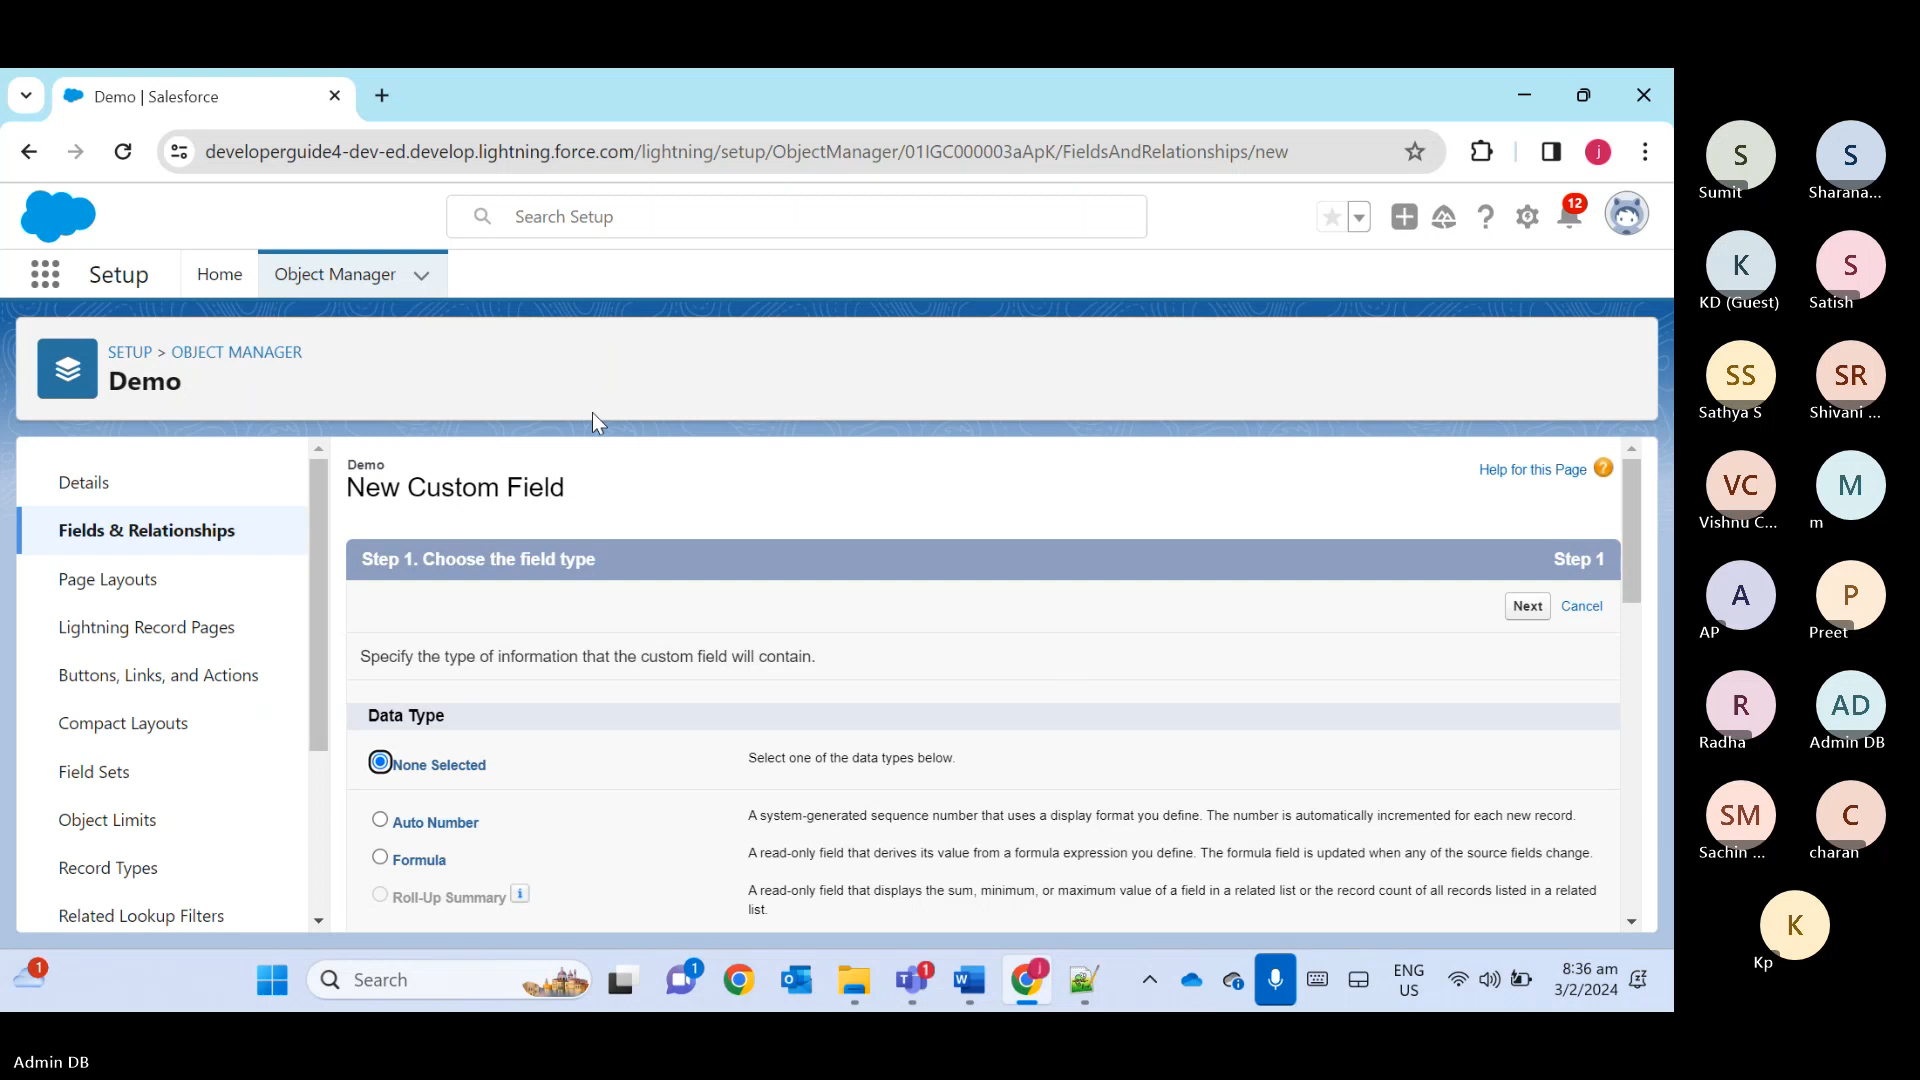 Demo | Salesforce
developerguide4-dev-ed.develop.lightning.force.com/lightning/setup/ObjectManager/01IGC000003aApK/FieldsAndRelationships/new
j
Search Setup
12
Setup
Home
Object Manager
SETUP > OBJECT MANAGER
Demo
Details
Fields & Relationships
Page Layouts
Lightning Record Pages
Buttons, Links, and Actions
Compact Layouts
Field Sets
Object Limits
Record Types
Related Lookup Filters
Demo
New Custom Field
Help for this Page
Step 1. Choose the field type
Step 1
Next
Cancel
Specify the type of information that the custom field will contain.
Data Type
None Selected
Select one of the data types below.
Auto Number
A system-generated sequence number that uses a display format you define. The number is automatically incremented for each new record.
Formula
A read-only field that derives its value from a formula expression you define. The formula field is updated when any of the source fields change.
Roll-Up Summary
A read-only field that displays the sum, minimum, or maximum value of a field in a related list or the record count of all records listed in a related
list.
1
Search
1
1
j
ENG
US
8:36 am
3/2/2024
S
Sumit
S
Sharana...
K
KD (Guest)
S
Satish
SS
Sathya S
SR
Shivani ...
VC
Vishnu C...
M
m
A
AP
P
Preet
R
Radha
AD
Admin DB
SM
Sachin ...
C
charan
K
Kp
Admin DB